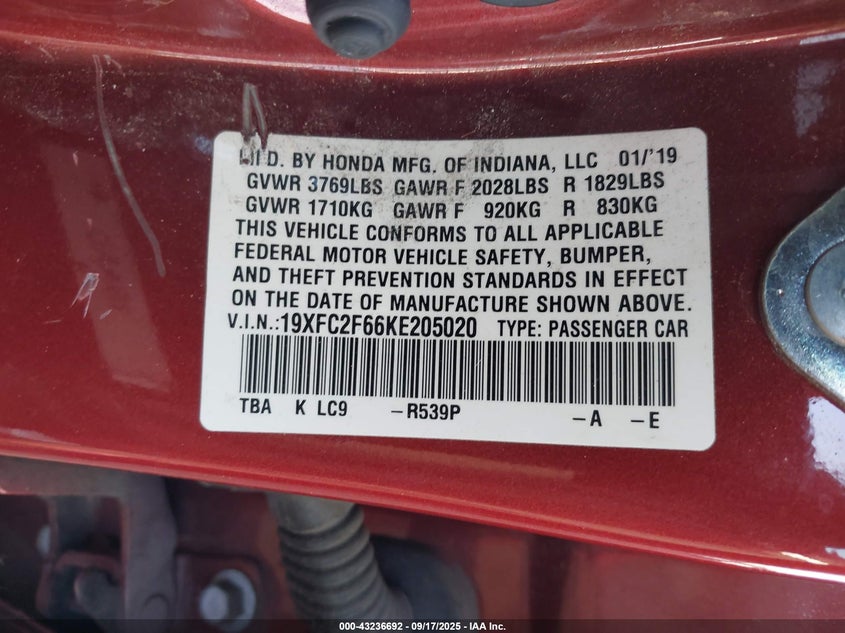 MFD. BY HONDA MFG. OF INDIANA, LLC 01/'19
GVWR 3769LBS GAWR F 2028LBS R 1829LBS
GVWR 1710KG GAWR F 920KG R 830KG
THIS VEHICLE CONFORMS TO ALL APPLICABLE
FEDERAL MOTOR VEHICLE SAFETY, BUMPER,
AND THEFT PREVENTION STANDARDS IN EFFECT
ON THE DATE OF MANUFACTURE SHOWN ABOVE.
V.I.N.:19XFC2F66KE205020 TYPE: PASSENGER CAR
TBA K LC9 –R539P –A –E
000-43236692 - 09/17/2025 - IAA Inc.